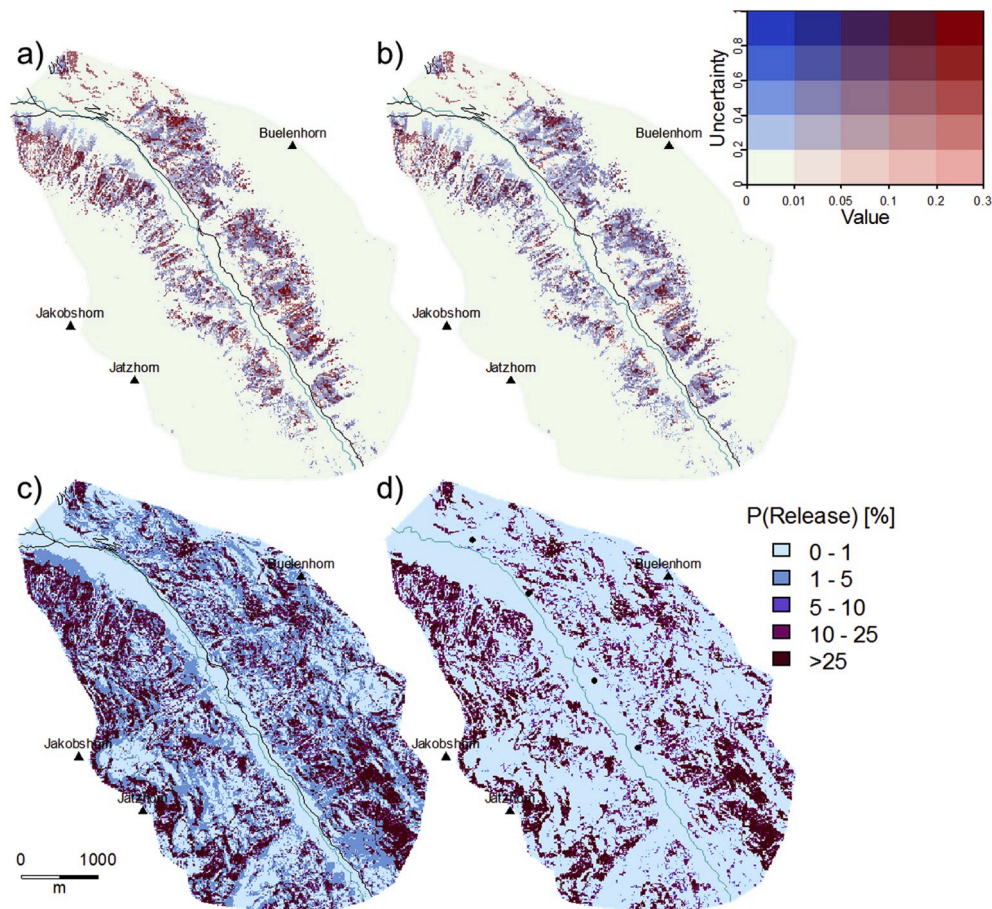 a)
b)
Buelenhorn
Jakobshorn
Jatzhorn
Buelenhorn
Jakobshorn
Jatzhorn
Uncertainty
0 0.2 0.4 0.6 0.8 1
0 0.01 0.05 0.1 0.2 0.3
Value
c)
d)
Buelenhorn
Jakobshorn
Jatzhorn
0 1000
m
Buelenhorn
Jakobshorn
Jatzhorn
P(Release) [%]
0 - 1
1 - 5
5 - 10
10 - 25
>25